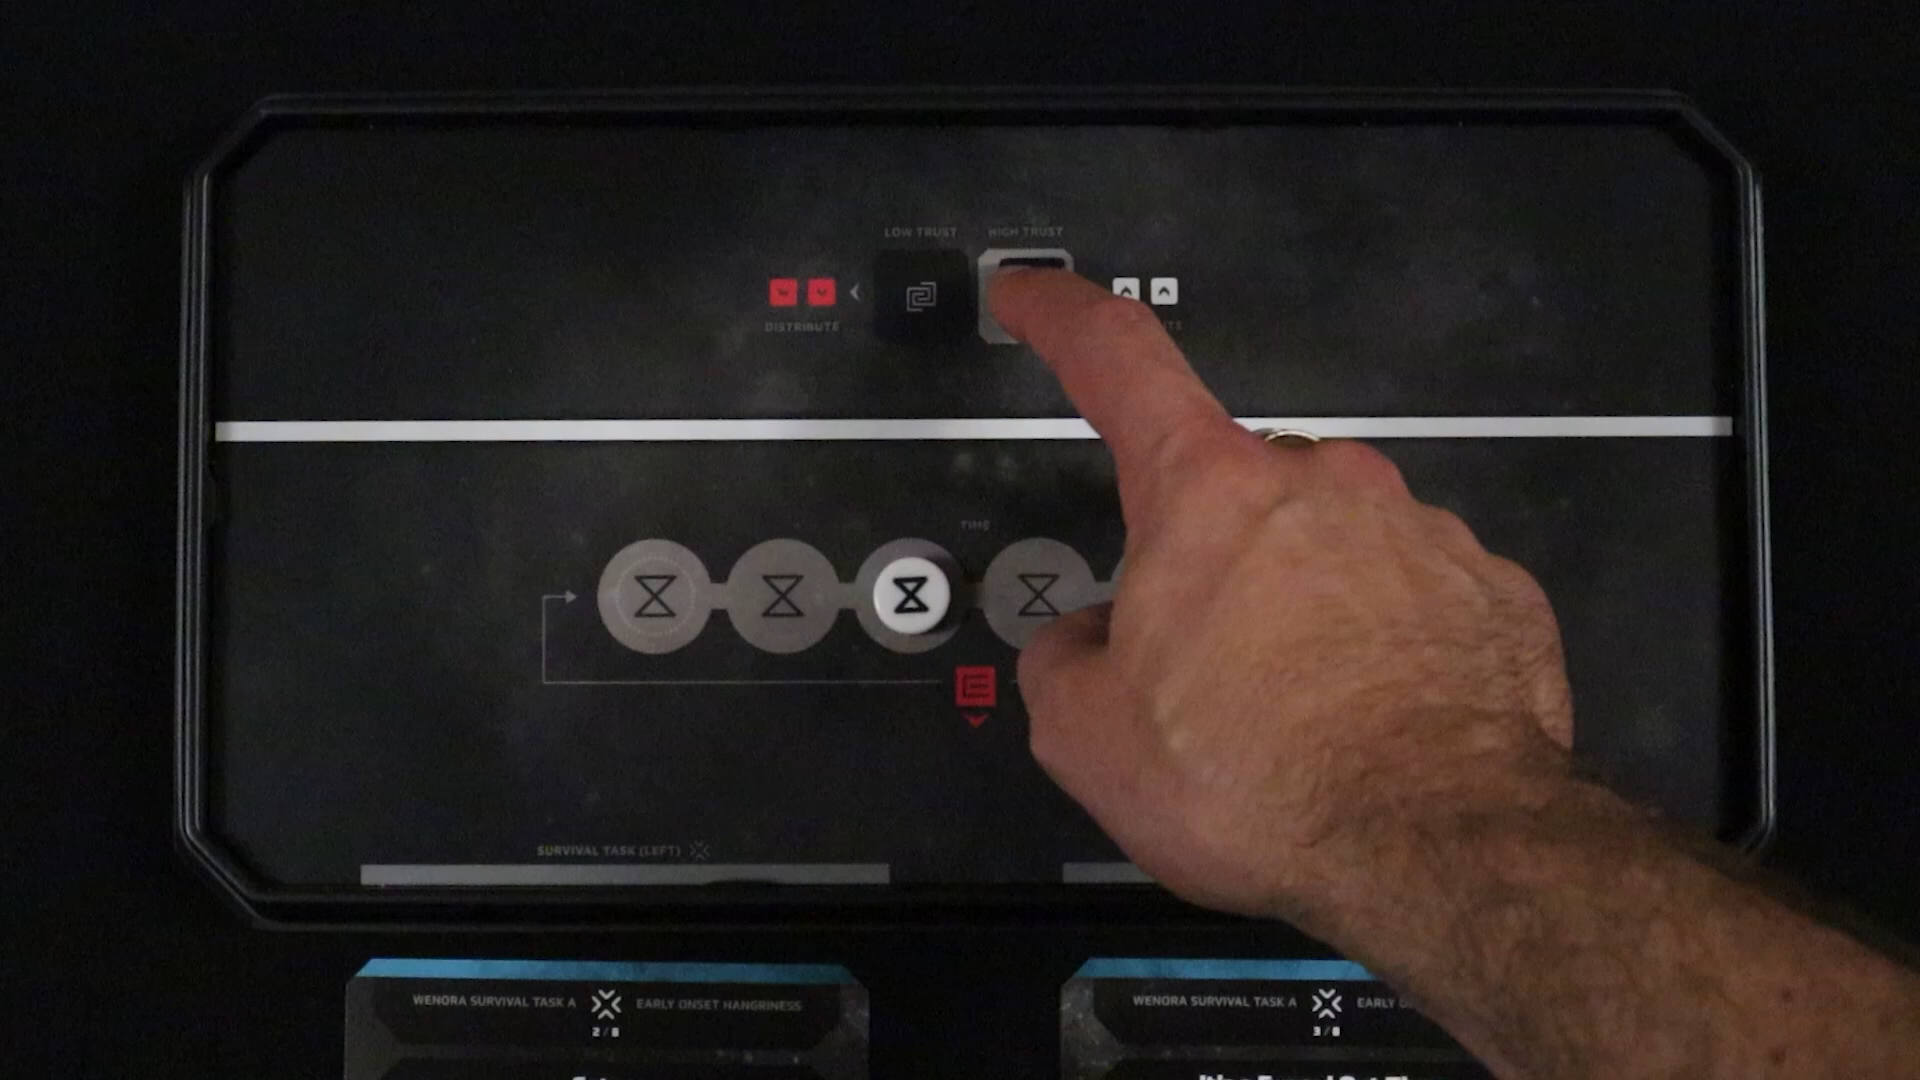 LOW TRUST HIGH TRUST
DISTRIBUTE
TIME
SURVIVAL TASK (LEFT)
WENORA SURVIVAL TASK A EARLY ONSET HANGRINESS
2/8
WENORA SURVIVAL TASK A EARLY
3/8